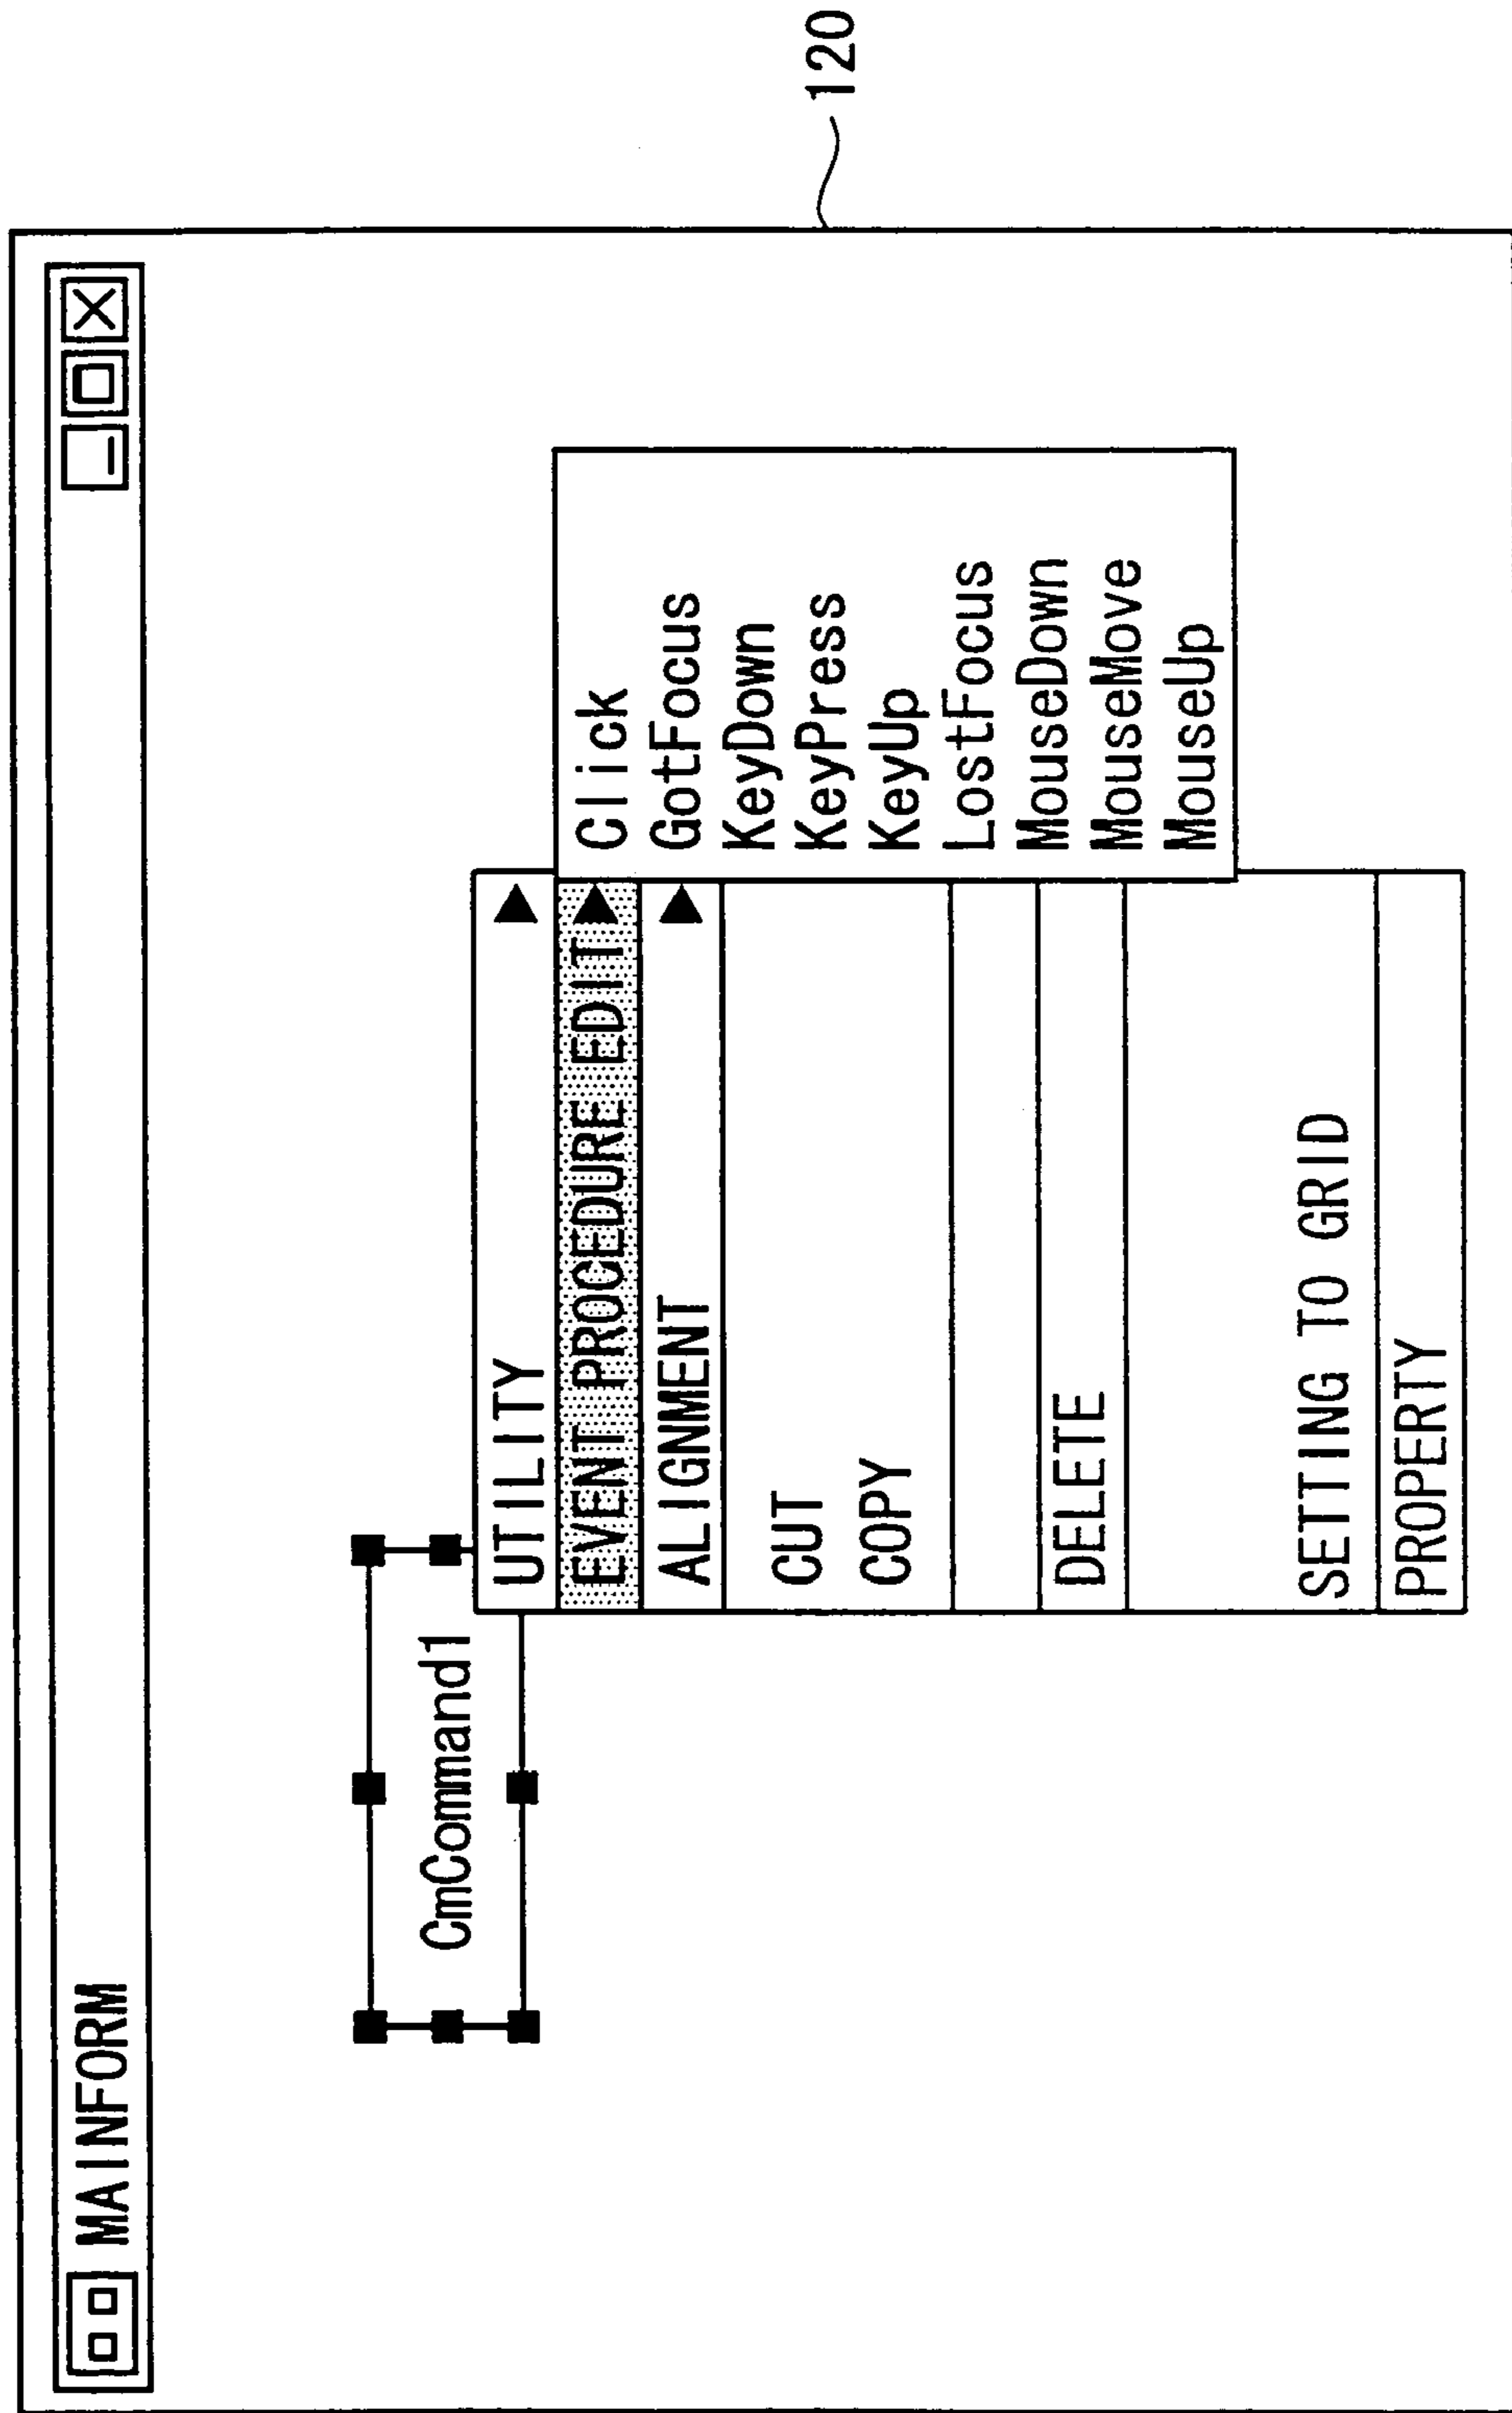 MAINFORM
CmCommand1
UTILITY
EVENT PROCEDURE EDIT
ALIGNMENT
CUT
COPY
DELETE
SETTING TO GRID
PROPERTY
Click
GotFocus
KeyDown
KeyPress
KeyUp
LostFocus
MouseDown
MouseMove
MouseUp
120